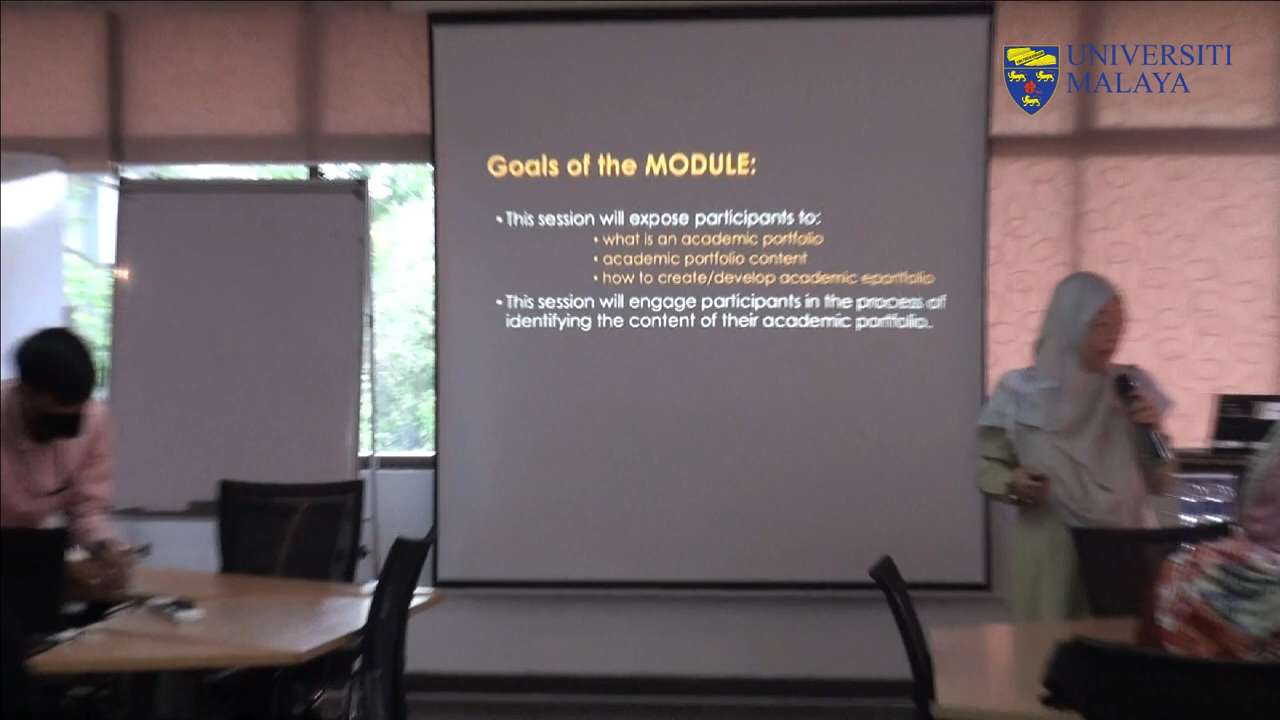 UNIVERSITI
MALAYA
Goals of the MODULE:
• This session will expose participants to:
• what is an academic portfolio
• academic portfolio content
• how to create/develop academic eportfolio
• This session will engage participants in the process of
identifying the content of their academic portfolio.